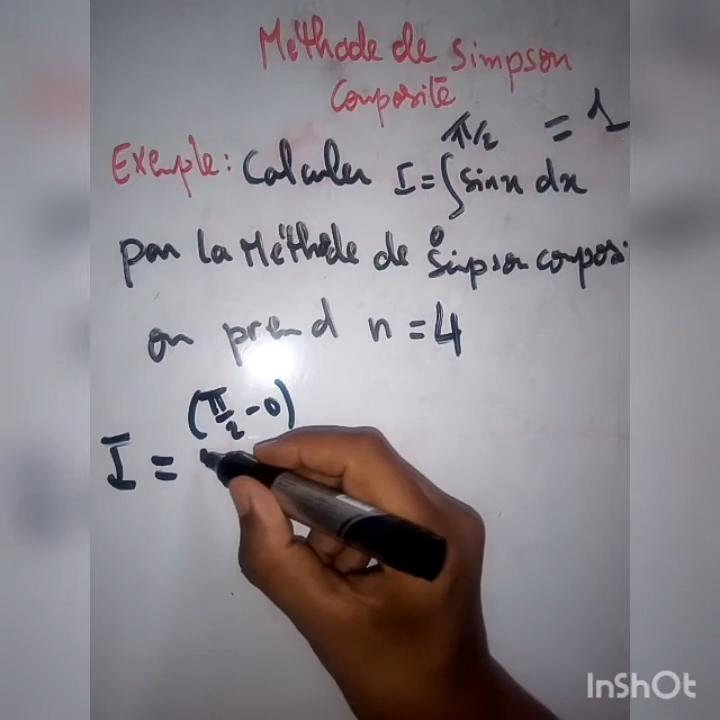 Méthode de Simpson
Composite
Exemple: Calculer I = ∫₀^π/2 sinx dx = 1
par la Méthode de Simpson compos
on prend n = 4
I = (π/2 - 0)
InShOt